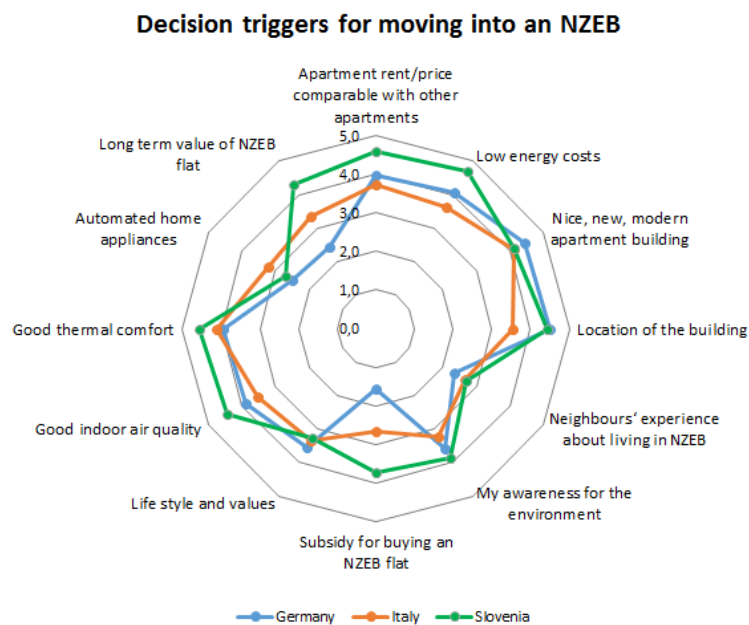 Decision triggers for moving into an NZEB
Apartment rent/price
comparable with other
apartments
Long term value of NZEB
flat
5,0
Low energy costs
4,0
Automated home
appliances
3,0
Nice, new, modern
apartment building
2,0
1,0
Good thermal comfort
0,0
Location of the building
Good indoor air quality
Neighbours‘ experience
about living in NZEB
Life style and values
My awareness for the
environment
Subsidy for buying an
NZEB flat
Germany
Italy
Slovenia